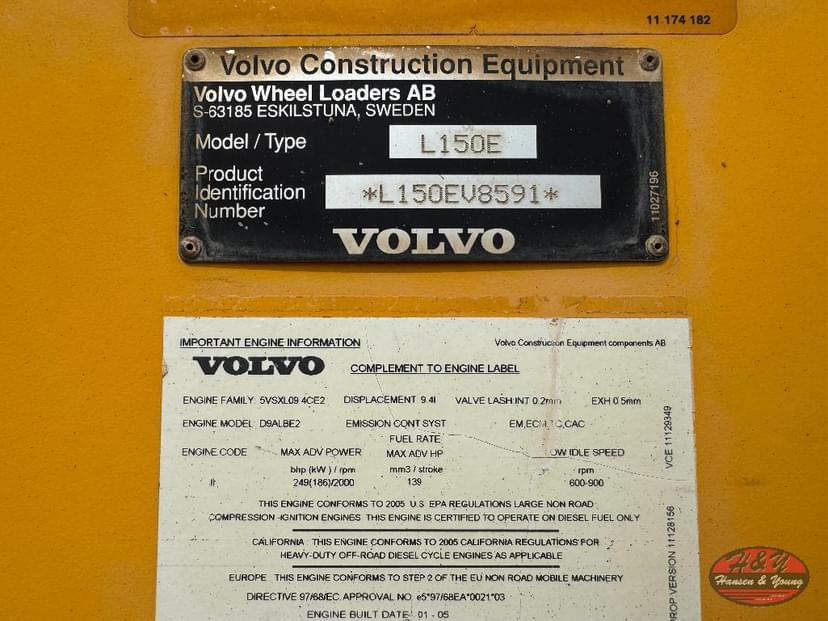 11 174 182
Volvo Construction Equipment
Volvo Wheel Loaders AB
S-63185 ESKILSTUNA, SWEDEN
Model / Type
L150E
Product
Identification
Number
*L150EV8591*
11027196
VOLVO
IMPORTANT ENGINE INFORMATION
Volvo Construction Equipment components AB
VOLVO
COMPLEMENT TO ENGINE LABEL
ENGINE FAMILY: 5VSXL09.4CE2 DISPLACEMENT 9.4l VALVE LASH:INT 0.2mm EXH 0.5mm
ENGINE MODEL: D9ALBE2 EMISSION CONT SYST EM,ECM,TC,CAC
FUEL RATE
ENGINE CODE MAX ADV POWER MAX ADV HP LOW IDLE SPEED
bhp (kW) / rpm mm3 / stroke rpm
249(186)/2000 139 600-900
THIS ENGINE CONFORMS TO 2005 U.S. EPA REGULATIONS LARGE NON ROAD
COMPRESSION -IGNITION ENGINES. THIS ENGINE IS CERTIFIED TO OPERATE ON DIESEL FUEL ONLY
CALIFORNIA : THIS ENGINE CONFORMS TO 2005 CALIFORNIA REGULATIONS FOR
HEAVY-DUTY OFF-ROAD DIESEL CYCLE ENGINES AS APPLICABLE
EUROPE : THIS ENGINE CONFORMS TO STEP 2 OF THE EU NON ROAD MOBILE MACHINERY
DIRECTIVE 97/68/EC. APPROVAL NO e5*97/68EA*0021*03
ENGINE BUILT DATE: 01 - 05
VCE 11129349
PROP.VERSION 11128156
H&Y
Hansen & Young